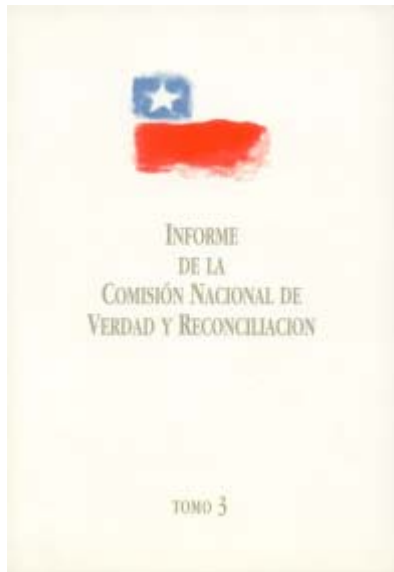 INFORME
DE LA
COMISIÓN NACIONAL DE
VERDAD Y RECONCILIACION
TOMO 3